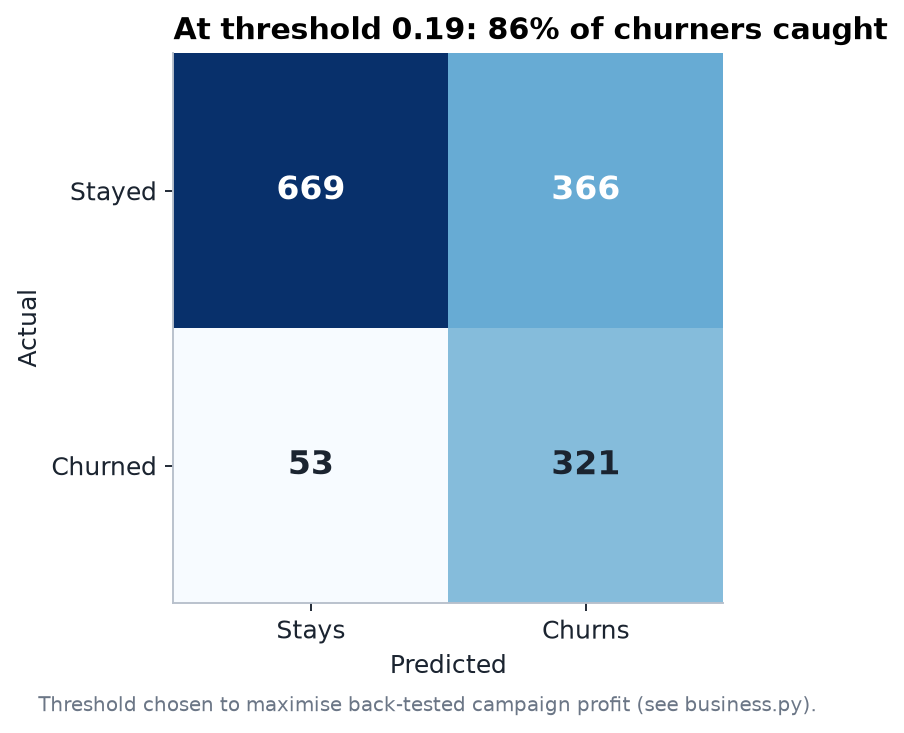 At threshold 0.19: 86% of churners caught
Stayed
669
366
Actual
Churned
53
321
Stays
Churns
Predicted
Threshold chosen to maximise back-tested campaign profit (see business.py).